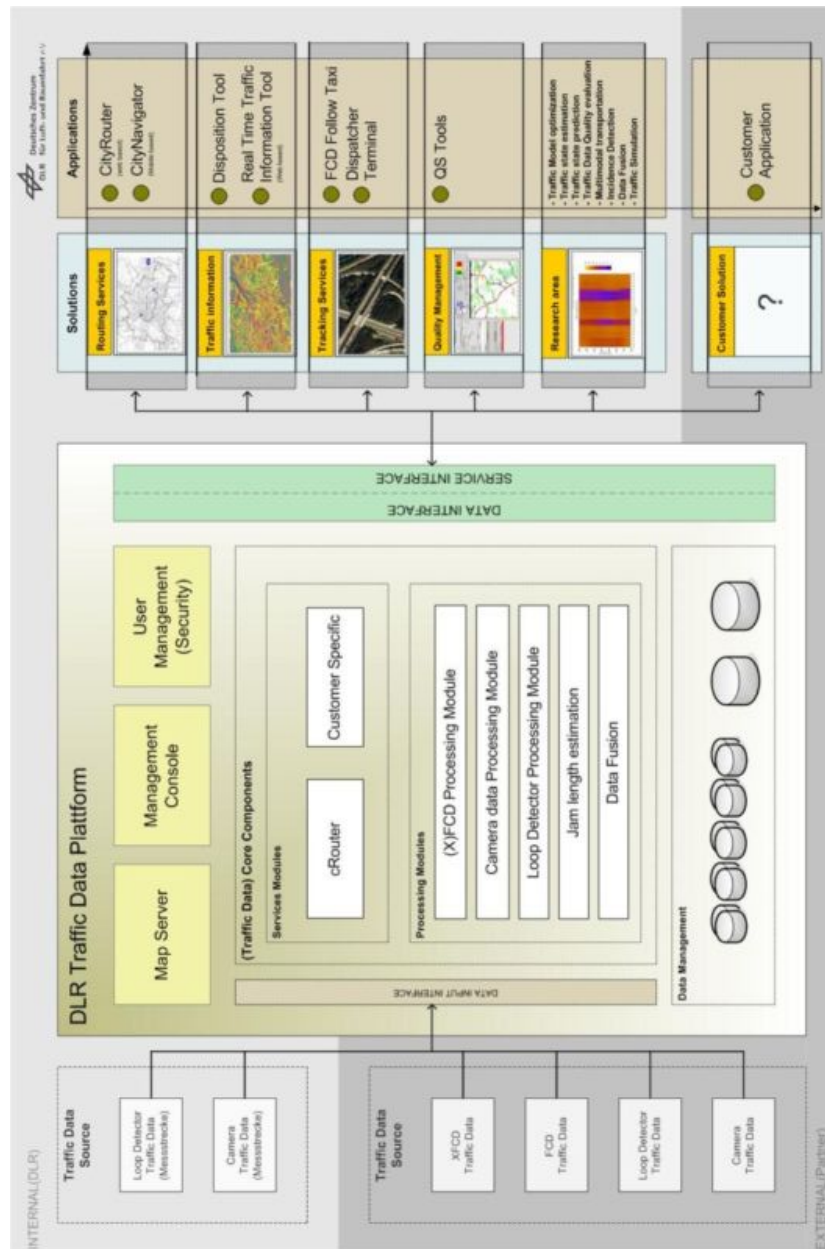 INTERNAL(DLR)
Traffic Data
Source
Loop Detector
Traffic Data
(Messstrecke)
Camera
Traffic Data
(Messstrecke)
Traffic Data
Source
XFCD
Traffic Data
FCD
Traffic Data
Loop Detector
Traffic Data
Camera
Traffic Data
EXTERNAL(Partner)
DLR Traffic Data Plattform
Map Server
Management
Console
User
Management
(Security)
DATA INPUT INTERFACE
(Traffic Data) Core Components
Services Modules
cRouter
Customer Specific
Processing Modules
(X)FCD Processing Module
Camera data Processing Module
Loop Detector Processing Module
Jam length estimation
Data Fusion
Data Management
DATA INTERFACE
SERVICE INTERFACE
Solutions
Routing Services
Traffic information
Tracking Services
Quality Management
Research area
Customer Solution
?
DLR
Deutsches Zentrum
für Luft- und Raumfahrt e.V.
Applications
CityRouter
(web based)
CityNavigator
(Mobile based)
Disposition Tool
Real Time Traffic
Information Tool
(Web based)
FCD Follow Taxi
Dispatcher
Terminal
QS Tools
- Traffic Model optimization
- Traffic state estimation
- Traffic state prediction
- Traffic Data Quality evaluation
- Multimodal transportation
- Incidence Detection
- Data Fusion
- Traffic Simulation
Customer
Application